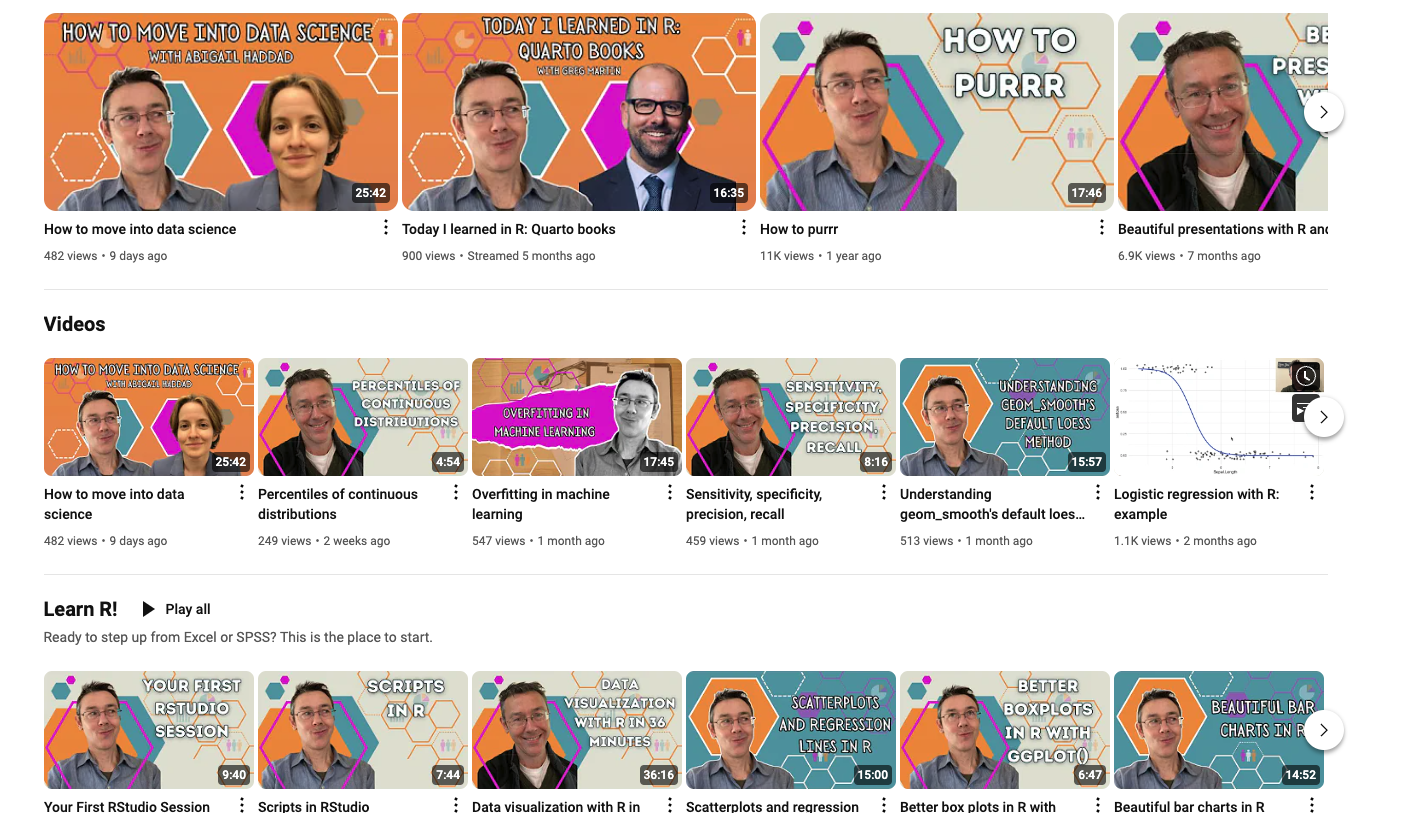 HOW TO MOVE INTO DATA SCIENCE
WITH ABIGAIL HADDAD
25:42
TODAY I LEARNED IN R:
QUARTO BOOKS
WITH GREG MARTIN
16:35
HOW TO
PURRR
17:46
BE
PRES
W
How to move into data science
482 views • 9 days ago
Today I learned in R: Quarto books
900 views • Streamed 5 months ago
How to purrr
11K views • 1 year ago
Beautiful presentations with R and
6.9K views • 7 months ago
Videos
HOW TO MOVE INTO DATA SCIENCE
WITH ABIGAIL HADDAD
25:42
PERCENTILES OF
CONTINUOUS
DISTRIBUTIONS
4:54
OVERFITTING IN
MACHINE LEARNING
17:45
SENSITIVITY,
SPECIFICITY,
PRECISION,
RECALL
8:16
UNDERSTANDING
GEOM_SMOOTH'S
DEFAULT LOESS
METHOD
15:57
Sepal.Length
How to move into data
science
482 views • 9 days ago
Percentiles of continuous
distributions
249 views • 2 weeks ago
Overfitting in machine
learning
547 views • 1 month ago
Sensitivity, specificity,
precision, recall
459 views • 1 month ago
Understanding
geom_smooth's default loes...
513 views • 1 month ago
Logistic regression with R:
example
1.1K views • 2 months ago
Learn R!
Play all
Ready to step up from Excel or SPSS? This is the place to start.
YOUR FIRST
RSTUDIO
SESSION
9:40
SCRIPTS
IN R
7:44
DATA
VISUALIZATION
WITH R IN 36
MINUTES
36:16
SCATTERPLOTS
AND REGRESSION
LINES IN R
15:00
BETTER
BOXPLOTS
IN R WITH
GGPLOT()
6:47
BEAUTIFUL BAR
CHARTS IN R
14:52
Your First RStudio Session
Scripts in RStudio
Data visualization with R in
Scatterplots and regression
Better box plots in R with
Beautiful bar charts in R